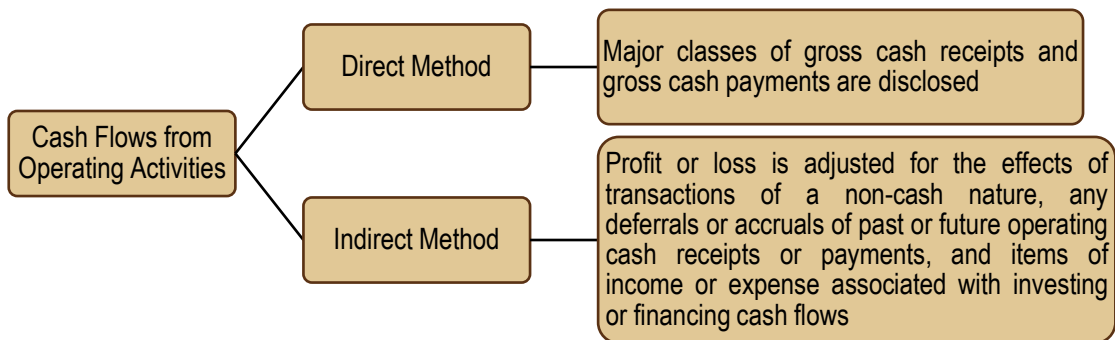 Cash Flows from
Operating Activities
Direct Method
Major classes of gross cash receipts and
gross cash payments are disclosed
Indirect Method
Profit or loss is adjusted for the effects of
transactions of a non-cash nature, any
deferrals or accruals of past or future operating
cash receipts or payments, and items of
income or expense associated with investing
or financing cash flows